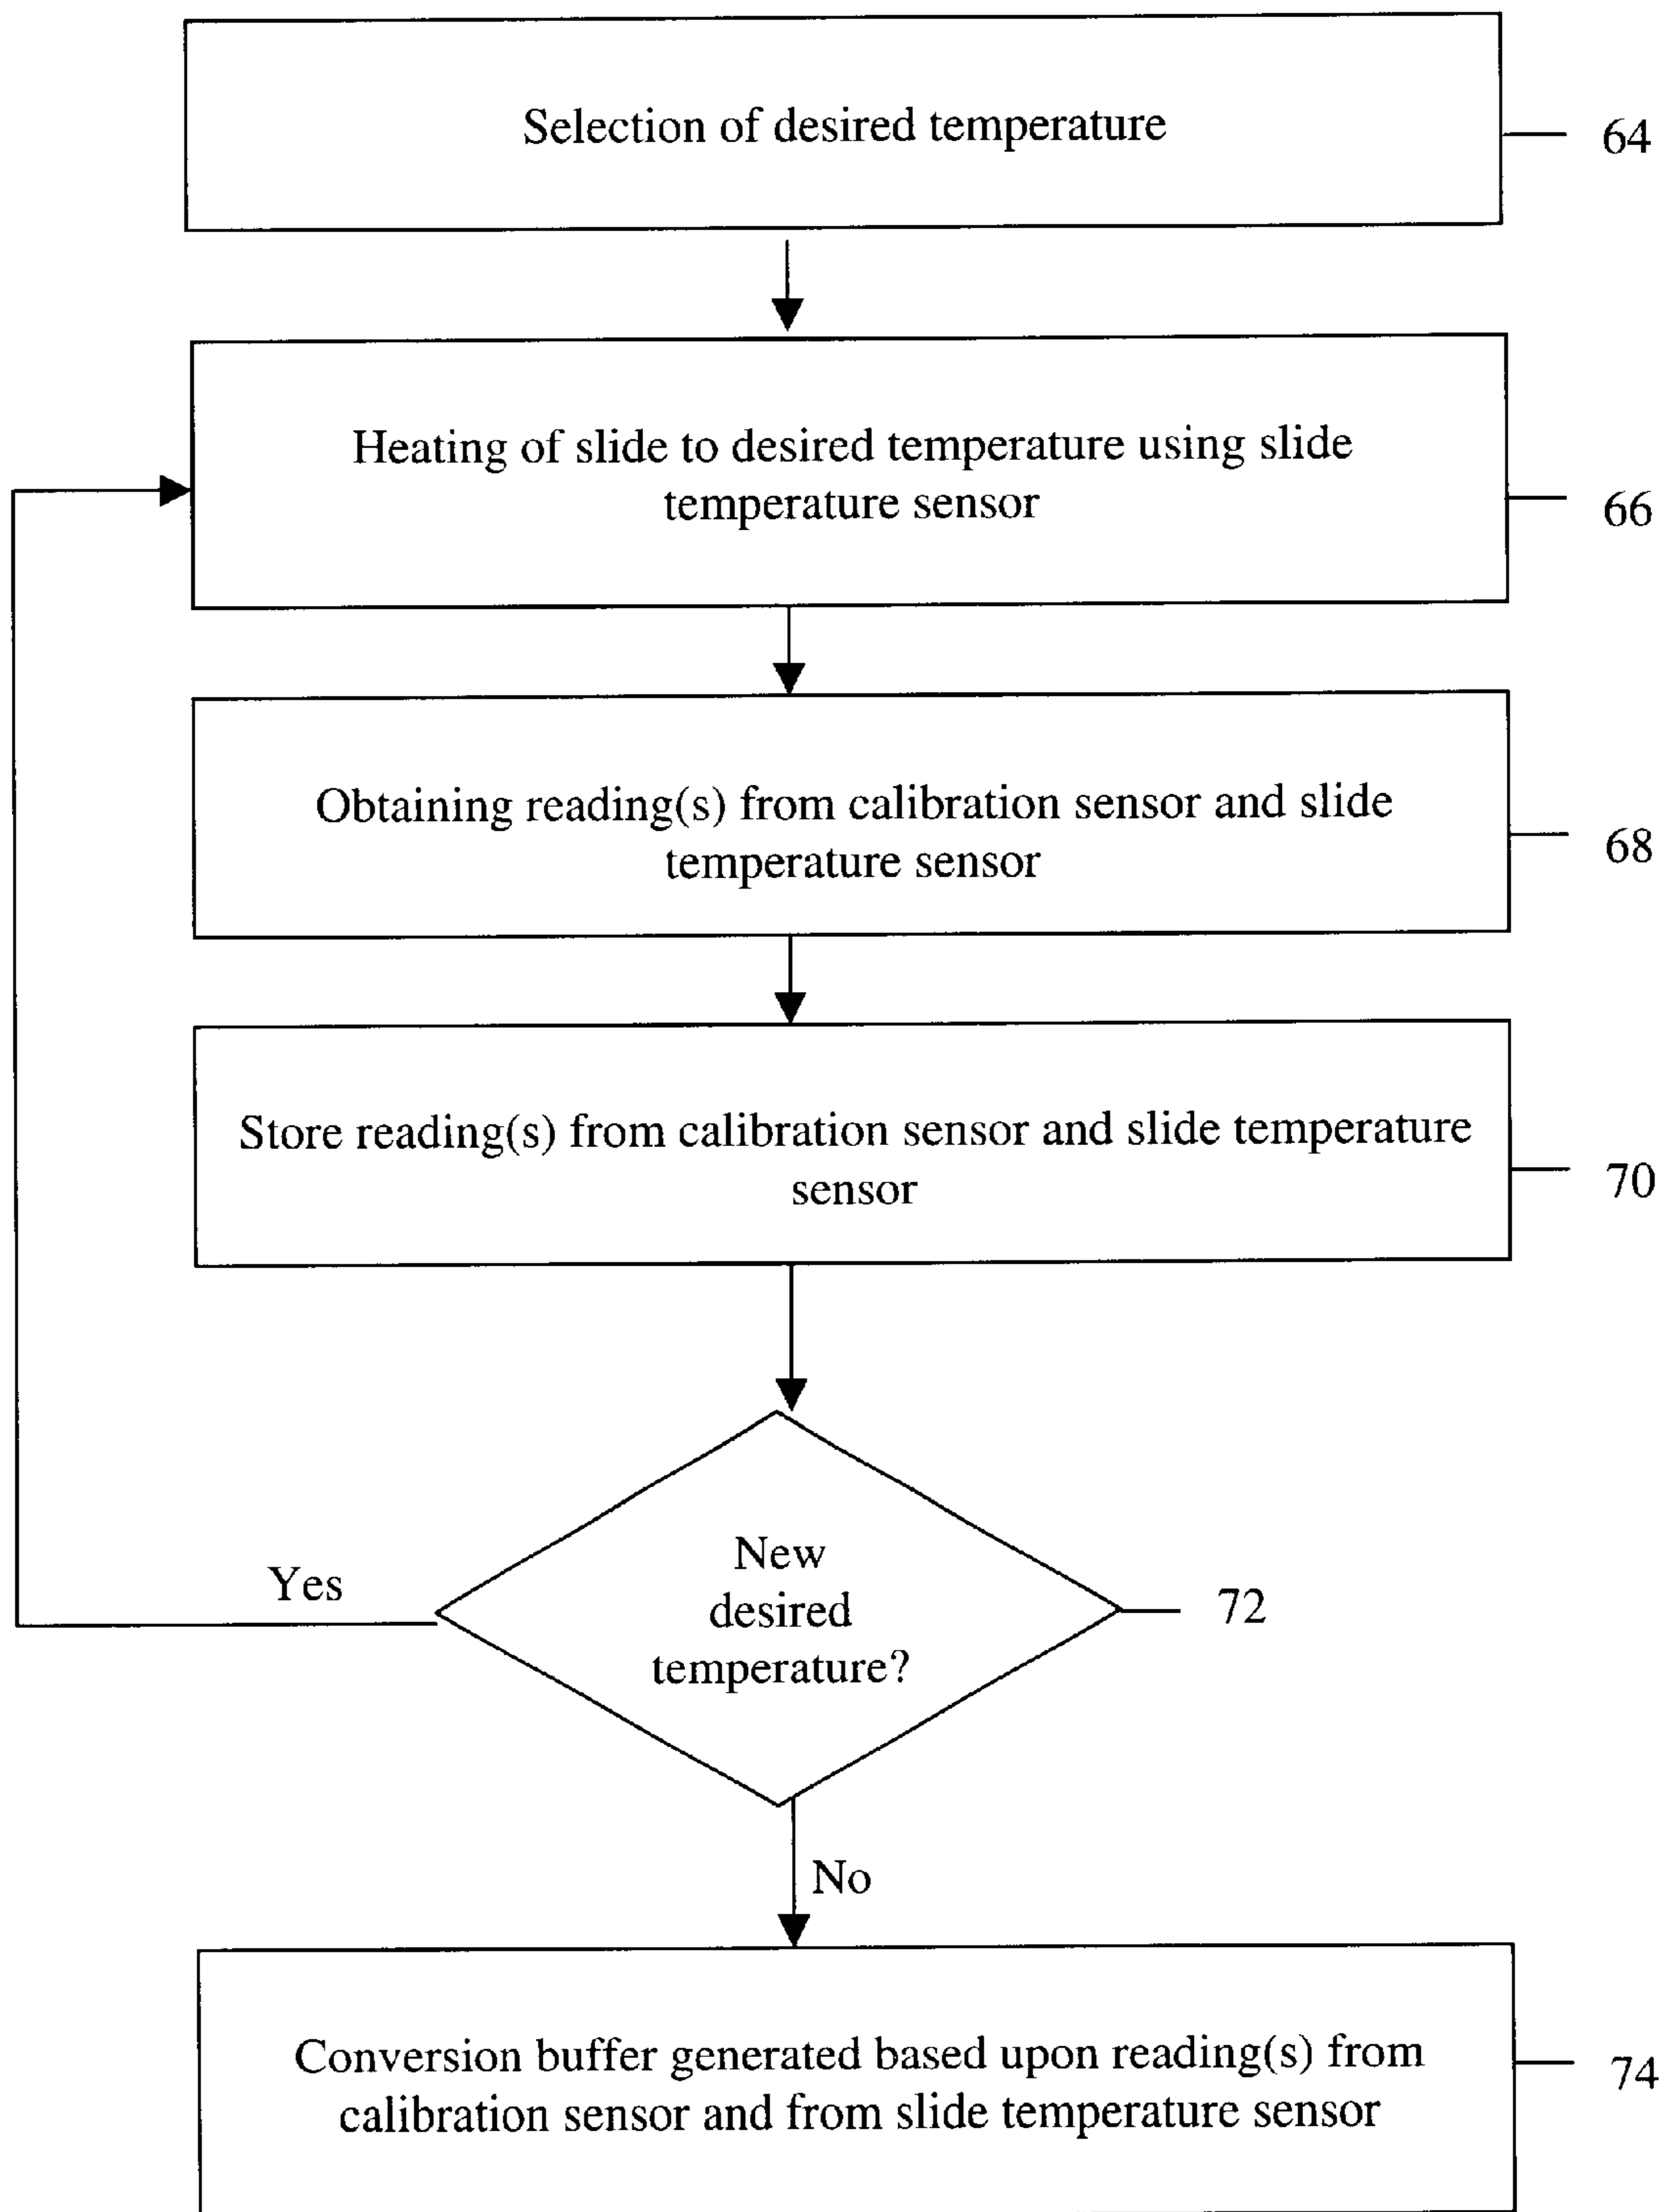 Selection of desired temperature
64
Heating of slide to desired temperature using slide
temperature sensor
66
Obtaining reading(s) from calibration sensor and slide
temperature sensor
68
Store reading(s) from calibration sensor and slide temperature
sensor
70
New
desired
temperature?
72
Yes
No
Conversion buffer generated based upon reading(s) from
calibration sensor and from slide temperature sensor
74